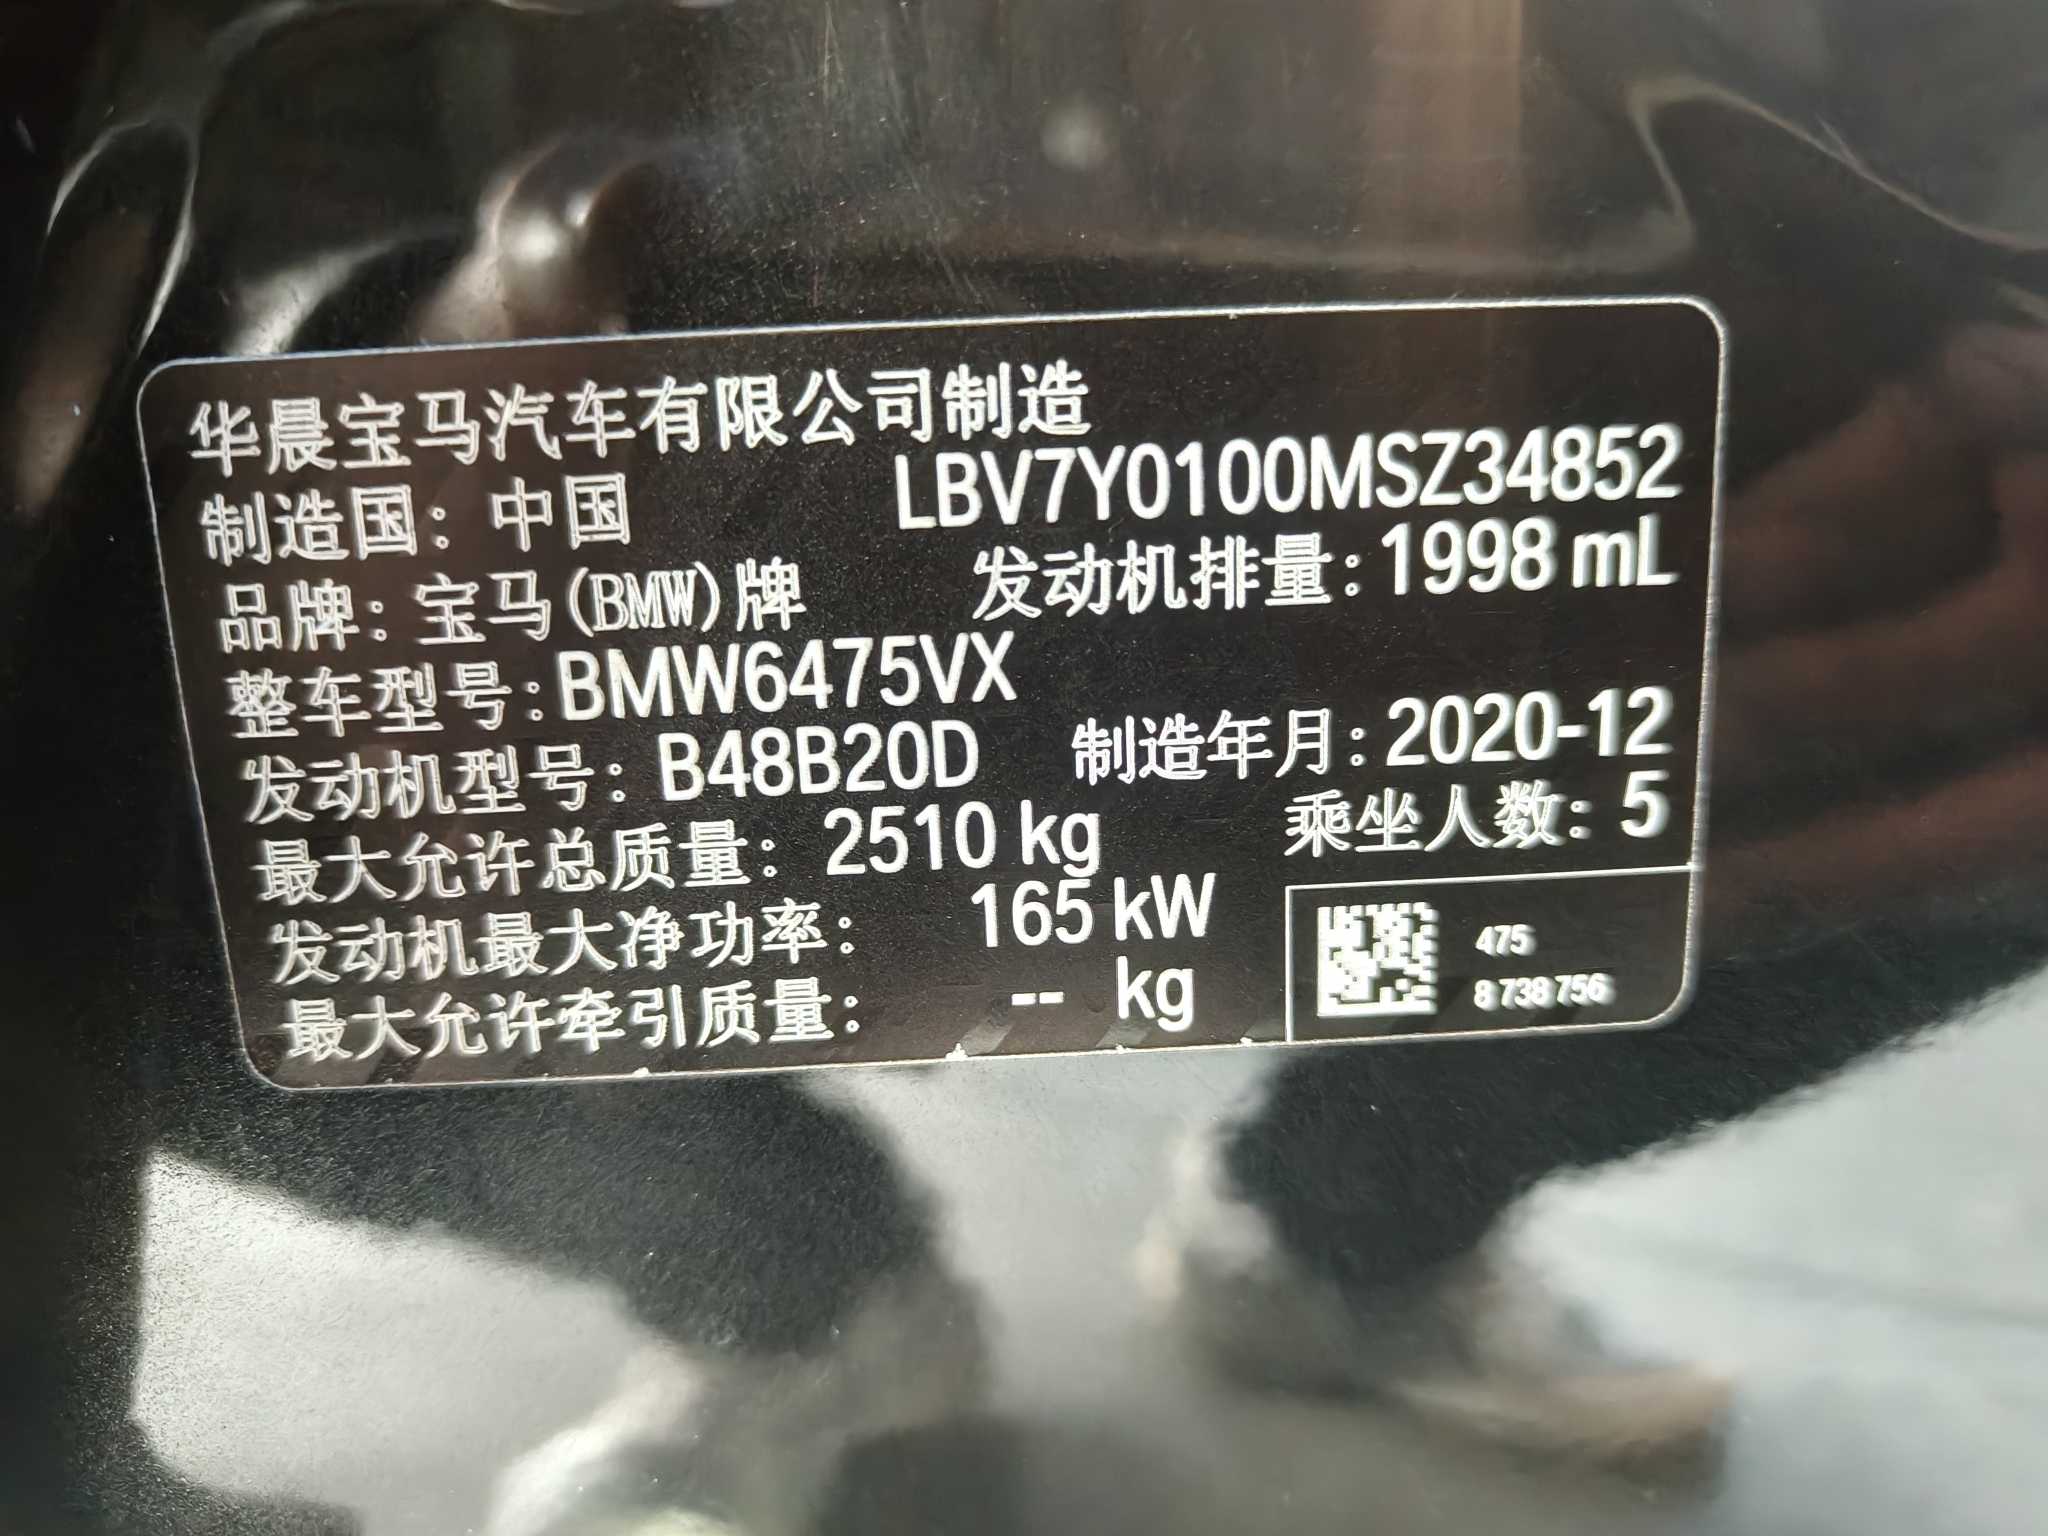 华晨宝马汽车有限公司制造
制造国：中国 LBV7Y0100MSZ34852
品牌：宝马(BMW)牌 发动机排量：1998 mL
整车型号：BMW6475VX
发动机型号：B48B20D 制造年月：2020-12
最大允许总质量：2510 kg 乘坐人数：5
发动机最大净功率：165 kW
最大允许牵引质量：-- kg
475
8 738 756